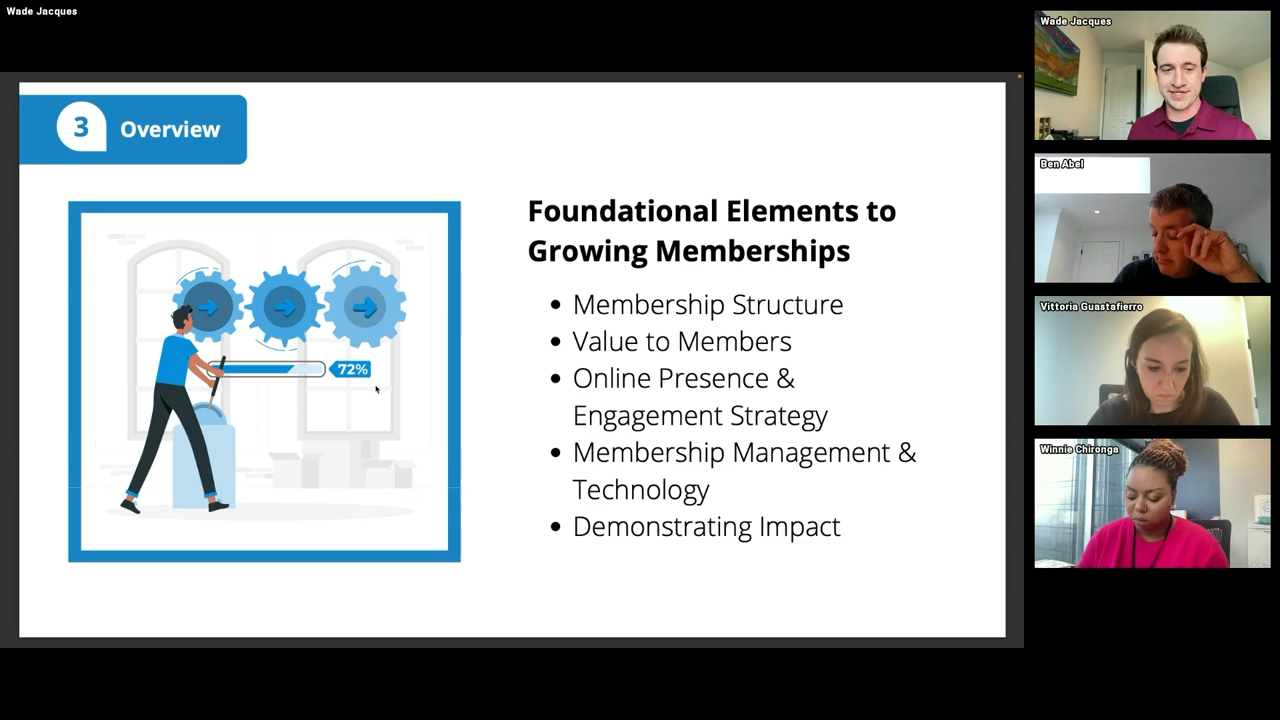 Wade Jacques
3 Overview
72%
Foundational Elements to
Growing Memberships
• Membership Structure
• Value to Members
• Online Presence &
Engagement Strategy
• Membership Management &
Technology
• Demonstrating Impact
Wade Jacques
Ben Abel
Vittoria Guastafierro
Winnie Chironga